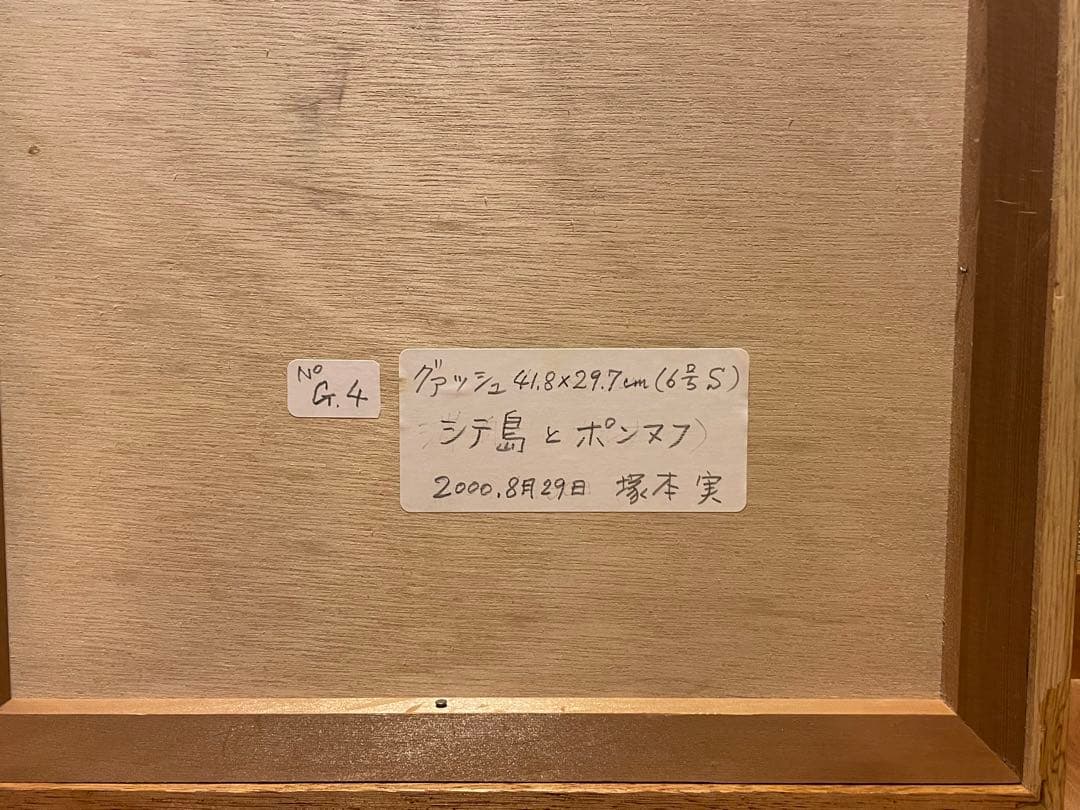 Nº
G.4
グァッシュ 41.8×29.7cm(6号S)
シテ島 と ポンヌフ
2000.8月29日 塚本 実